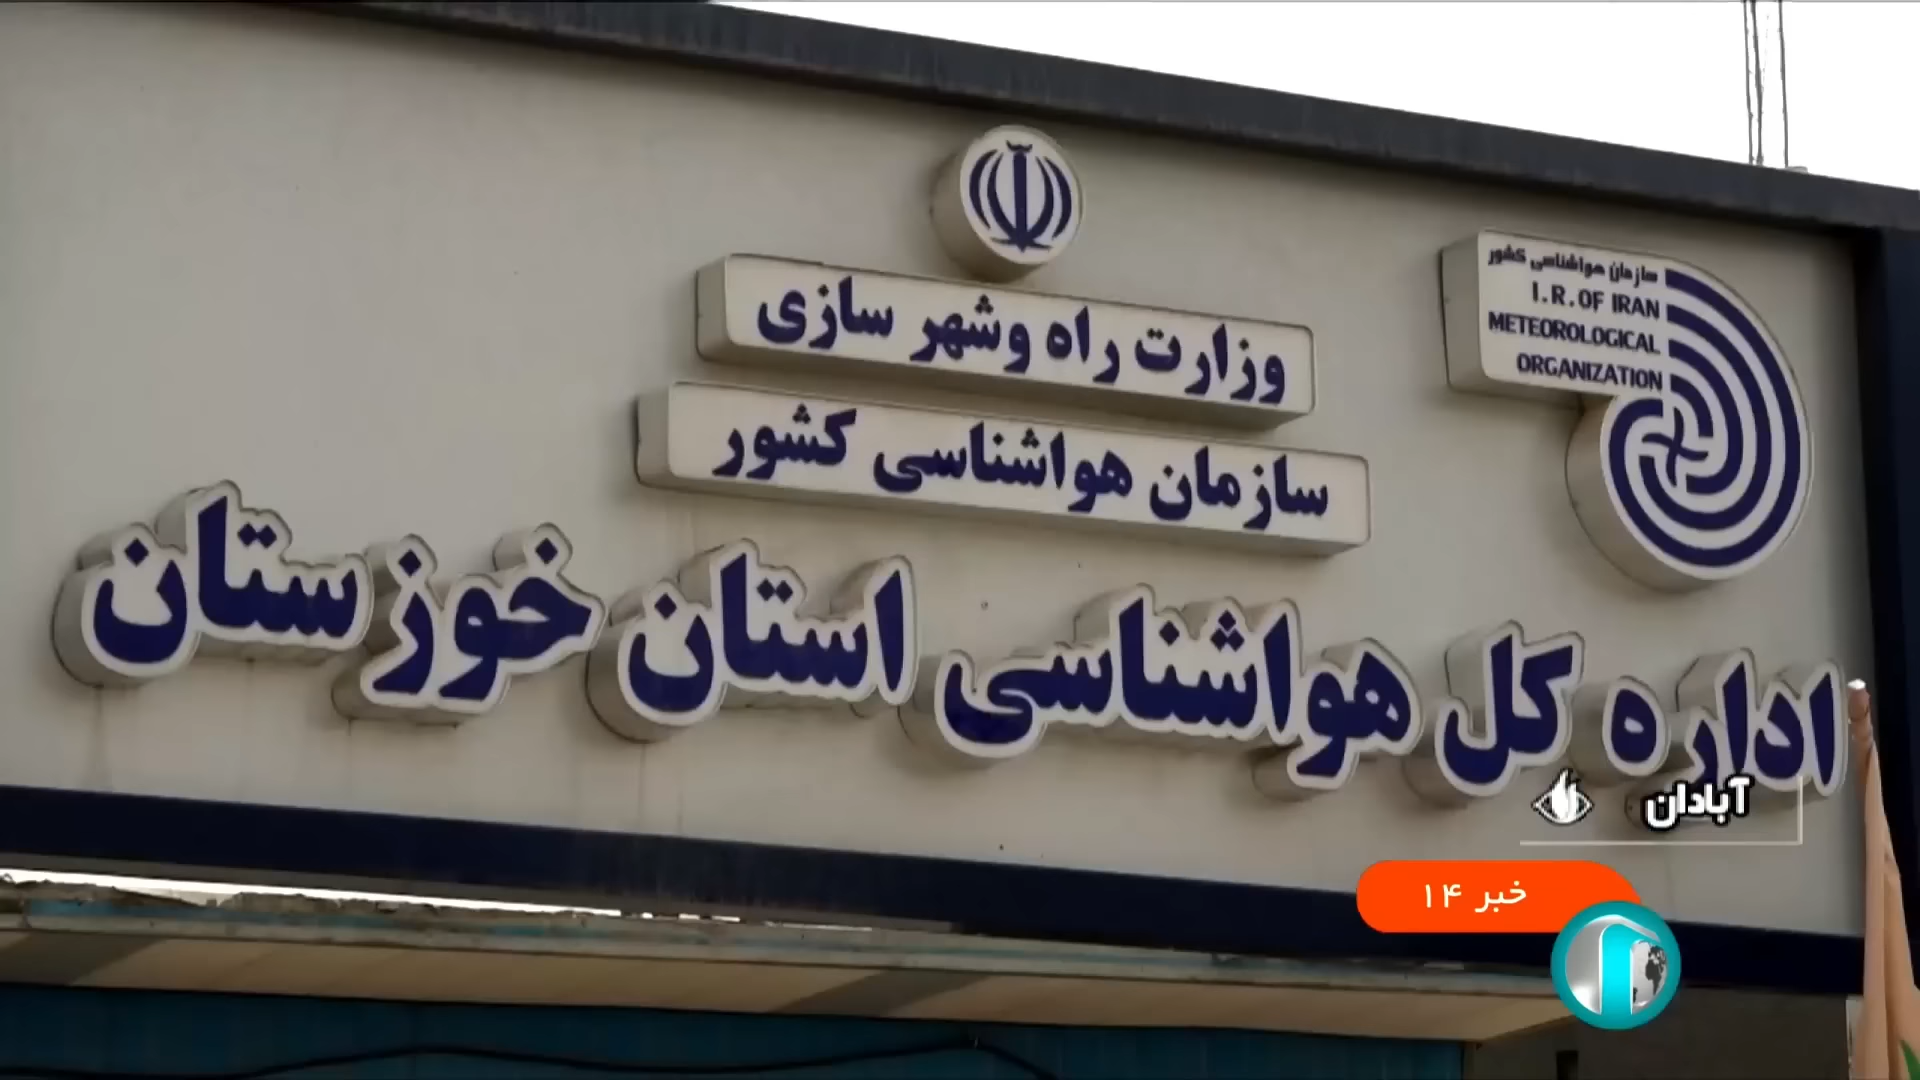 وزارت راه وشهر سازی
سازمان هواشناسی کشور
سازمان هواشناسی کشور
I.R.OF IRAN
METEOROLOGICAL
ORGANIZATION
اداره کل هواشناسی استان خوزستان
آبادان
خبر ۱۴